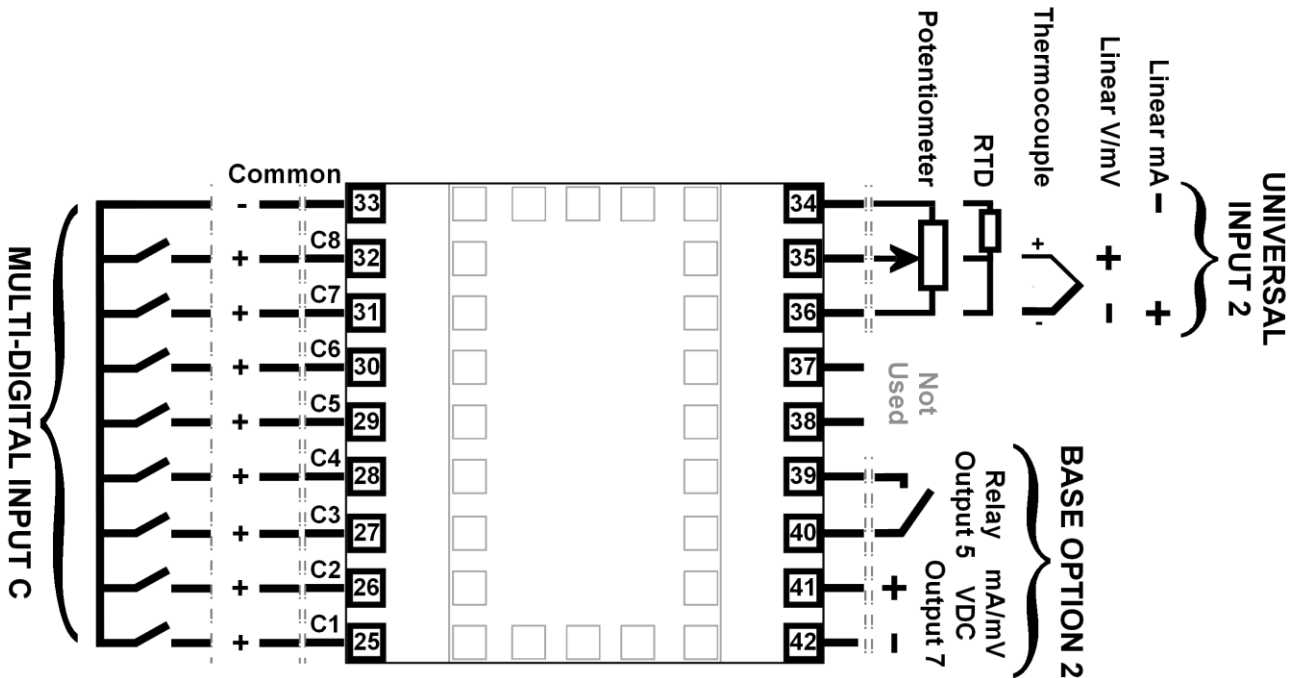 UNIVERSAL
INPUT 2
Linear mA
-
+
Linear V/mV
+
-
Thermocouple
+
-
RTD
Potentiometer
Not
Used
BASE OPTION 2
Relay
Output 5
mA/mV
VDC
Output 7
+
-
34
35
36
37
38
39
40
41
42
MULTI-DIGITAL INPUT C
Common
- 33
+ C8 32
+ C7 31
+ C6 30
+ C5 29
+ C4 28
+ C3 27
+ C2 26
+ C1 25